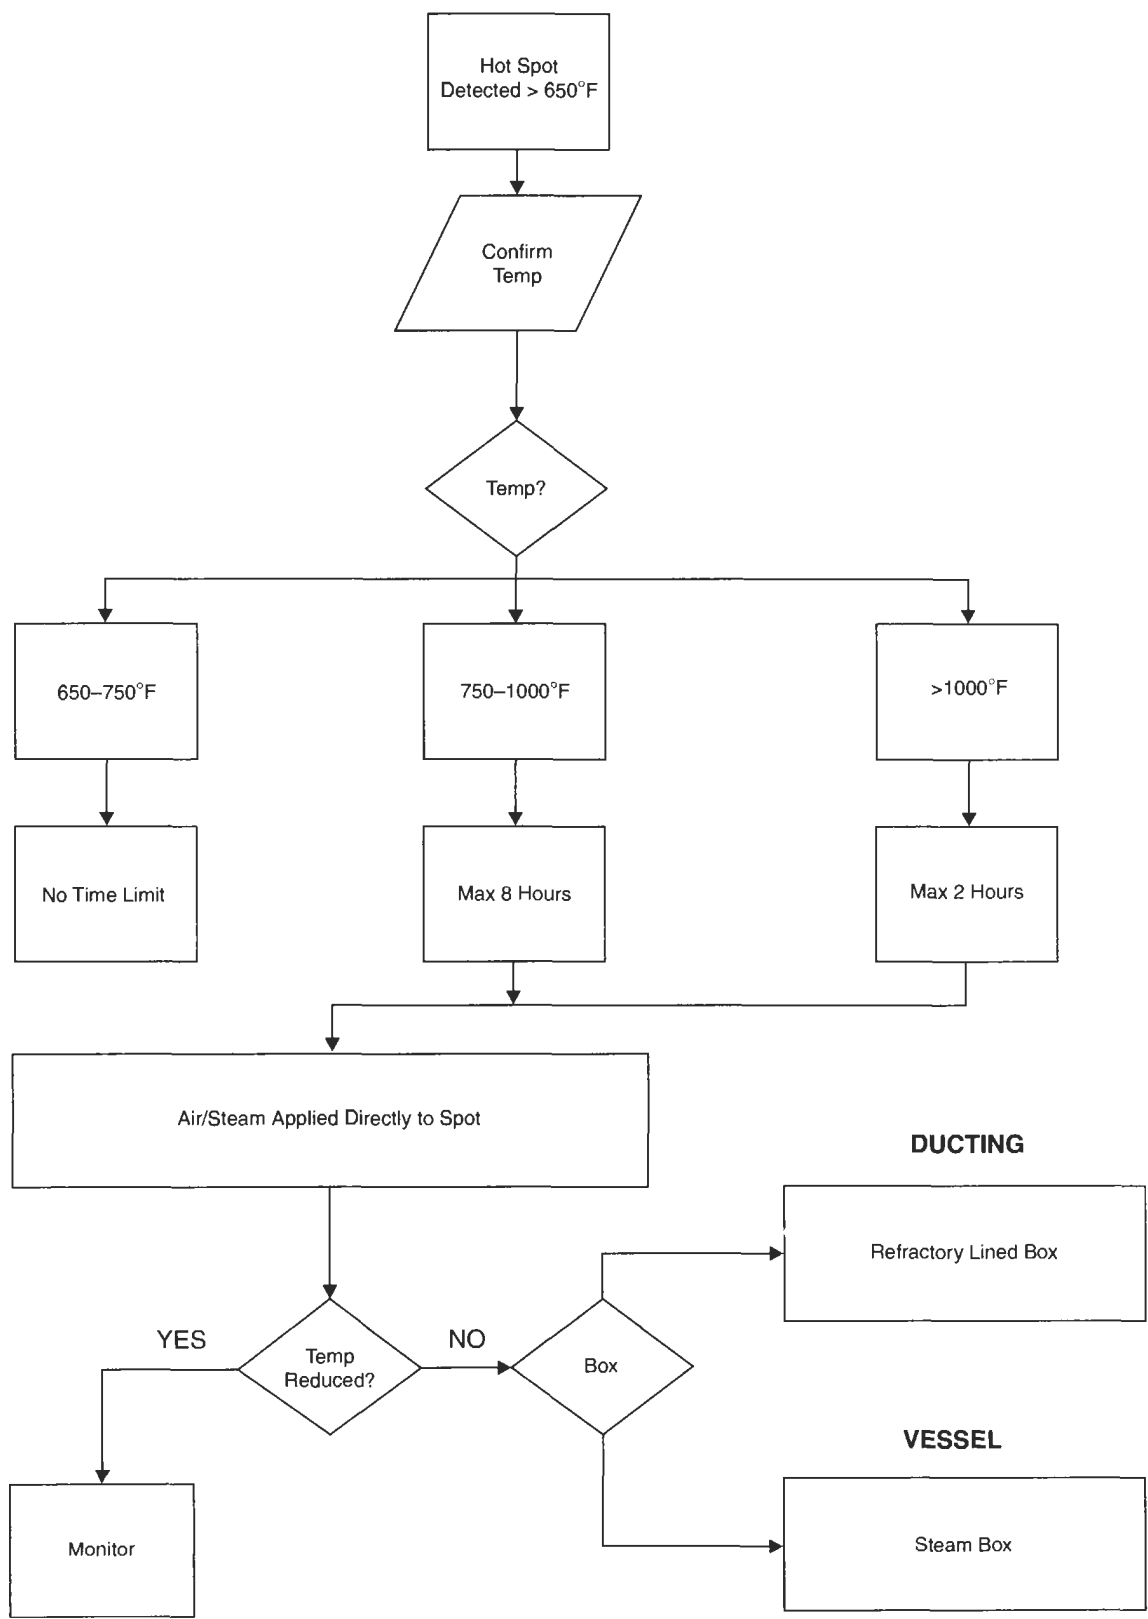 Hot Spot
Detected > 650°F
Confirm
Temp
Temp?
650–750°F
750–1000°F
>1000°F
No Time Limit
Max 8 Hours
Max 2 Hours
Air/Steam Applied Directly to Spot
DUCTING
Refractory Lined Box
YES
Temp
Reduced?
NO
Box
VESSEL
Monitor
Steam Box